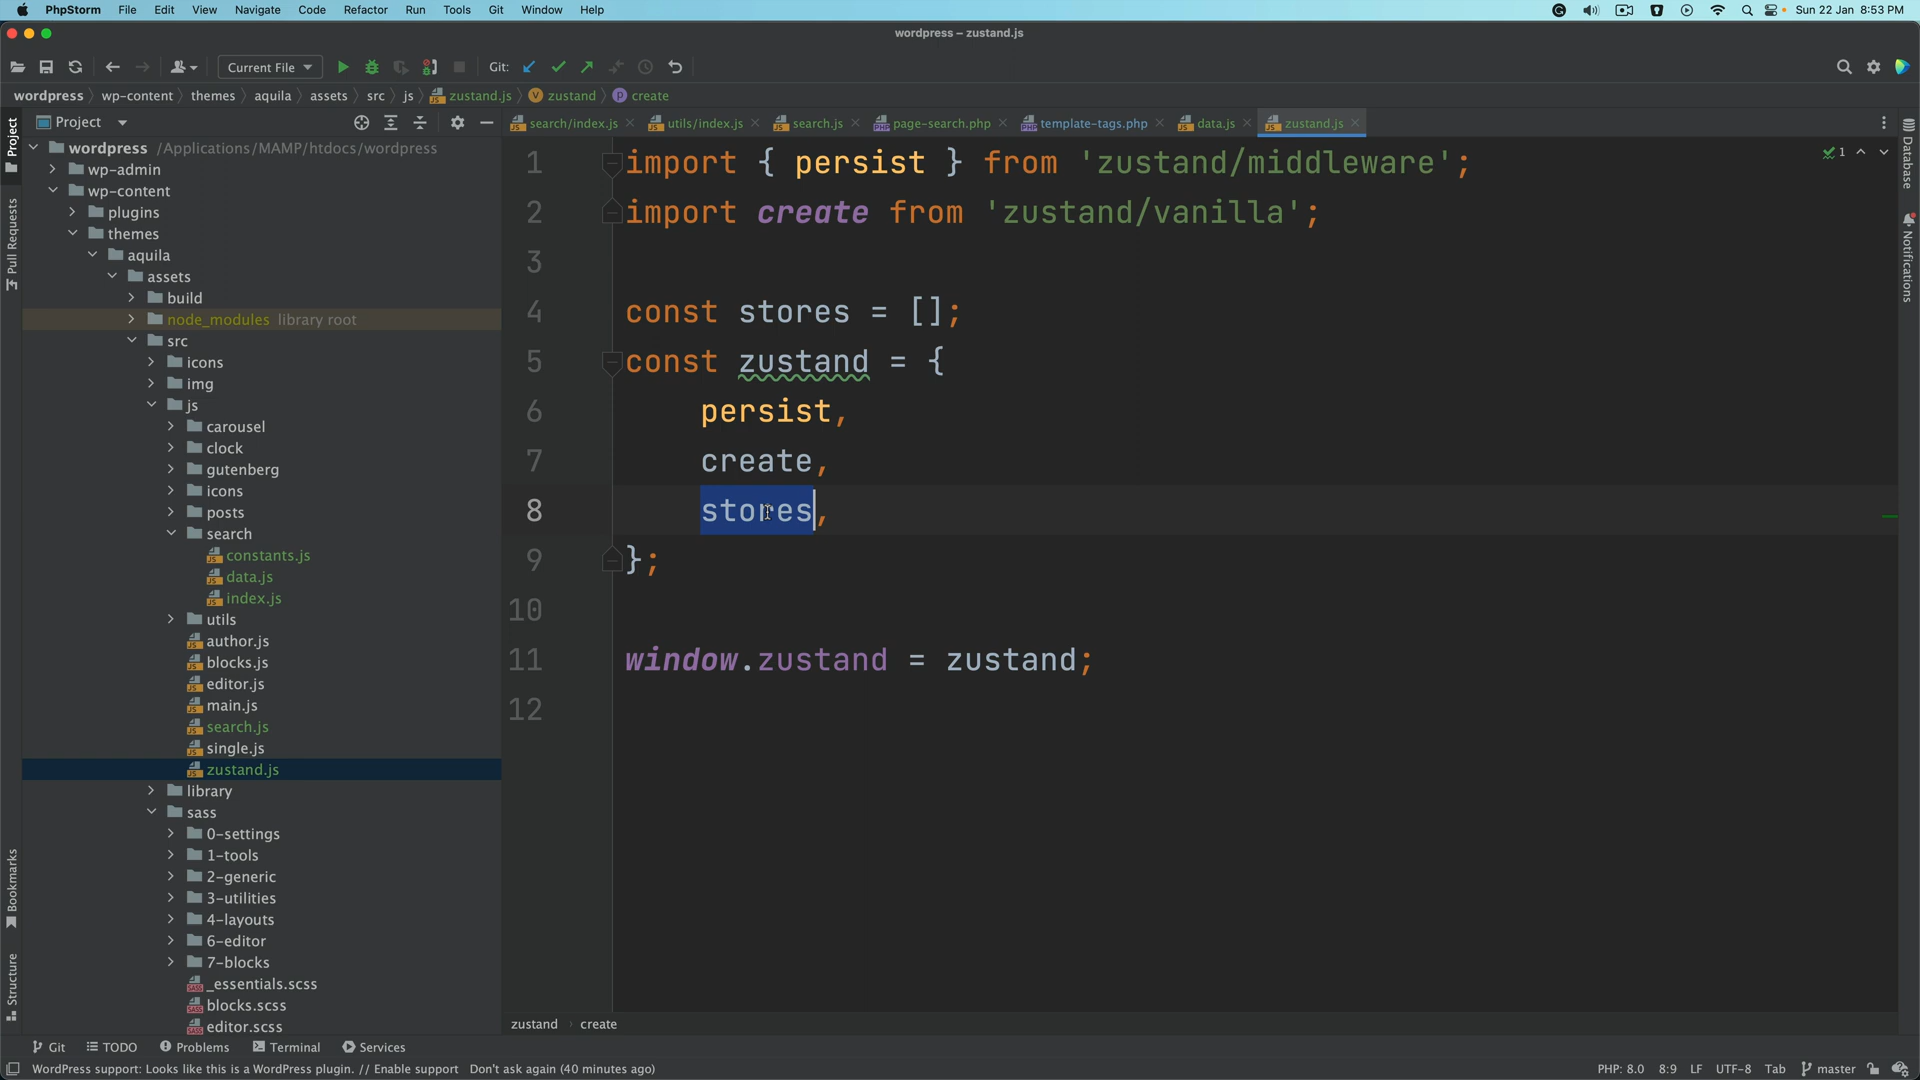 PhpStorm File Edit View Navigate Code Refactor Run Tools Git Window Help Sun 22 Jan 8:53 PM
wordpress – zustand.js
Current File Git:
wordpress wp-content themes aquila assets src js zustand.js zustand create
Project
search/index.js utils/index.js search.js page-search.php template-tags.php data.js zustand.js
Project
Pull Requests
Bookmarks
Structure
wordpress /Applications/MAMP/htdocs/wordpress
wp-admin
wp-content
plugins
themes
aquila
assets
build
node_modules library root
src
icons
img
js
carousel
clock
gutenberg
icons
posts
search
constants.js
data.js
index.js
utils
author.js
blocks.js
editor.js
main.js
search.js
single.js
zustand.js
library
sass
0-settings
1-tools
2-generic
3-utilities
4-layouts
6-editor
7-blocks
_essentials.scss
blocks.scss
editor.scss
1 import { persist } from 'zustand/middleware';
2 import create from 'zustand/vanilla';
3
4 const stores = [];
5 const zustand = {
6 persist,
7 create,
8 stores,
9 };
10
11 window.zustand = zustand;
12
1
Database
Notifications
zustand create
Git TODO Problems Terminal Services
WordPress support: Looks like this is a WordPress plugin. // Enable support Don't ask again (40 minutes ago) PHP: 8.0 8:9 LF UTF-8 Tab master